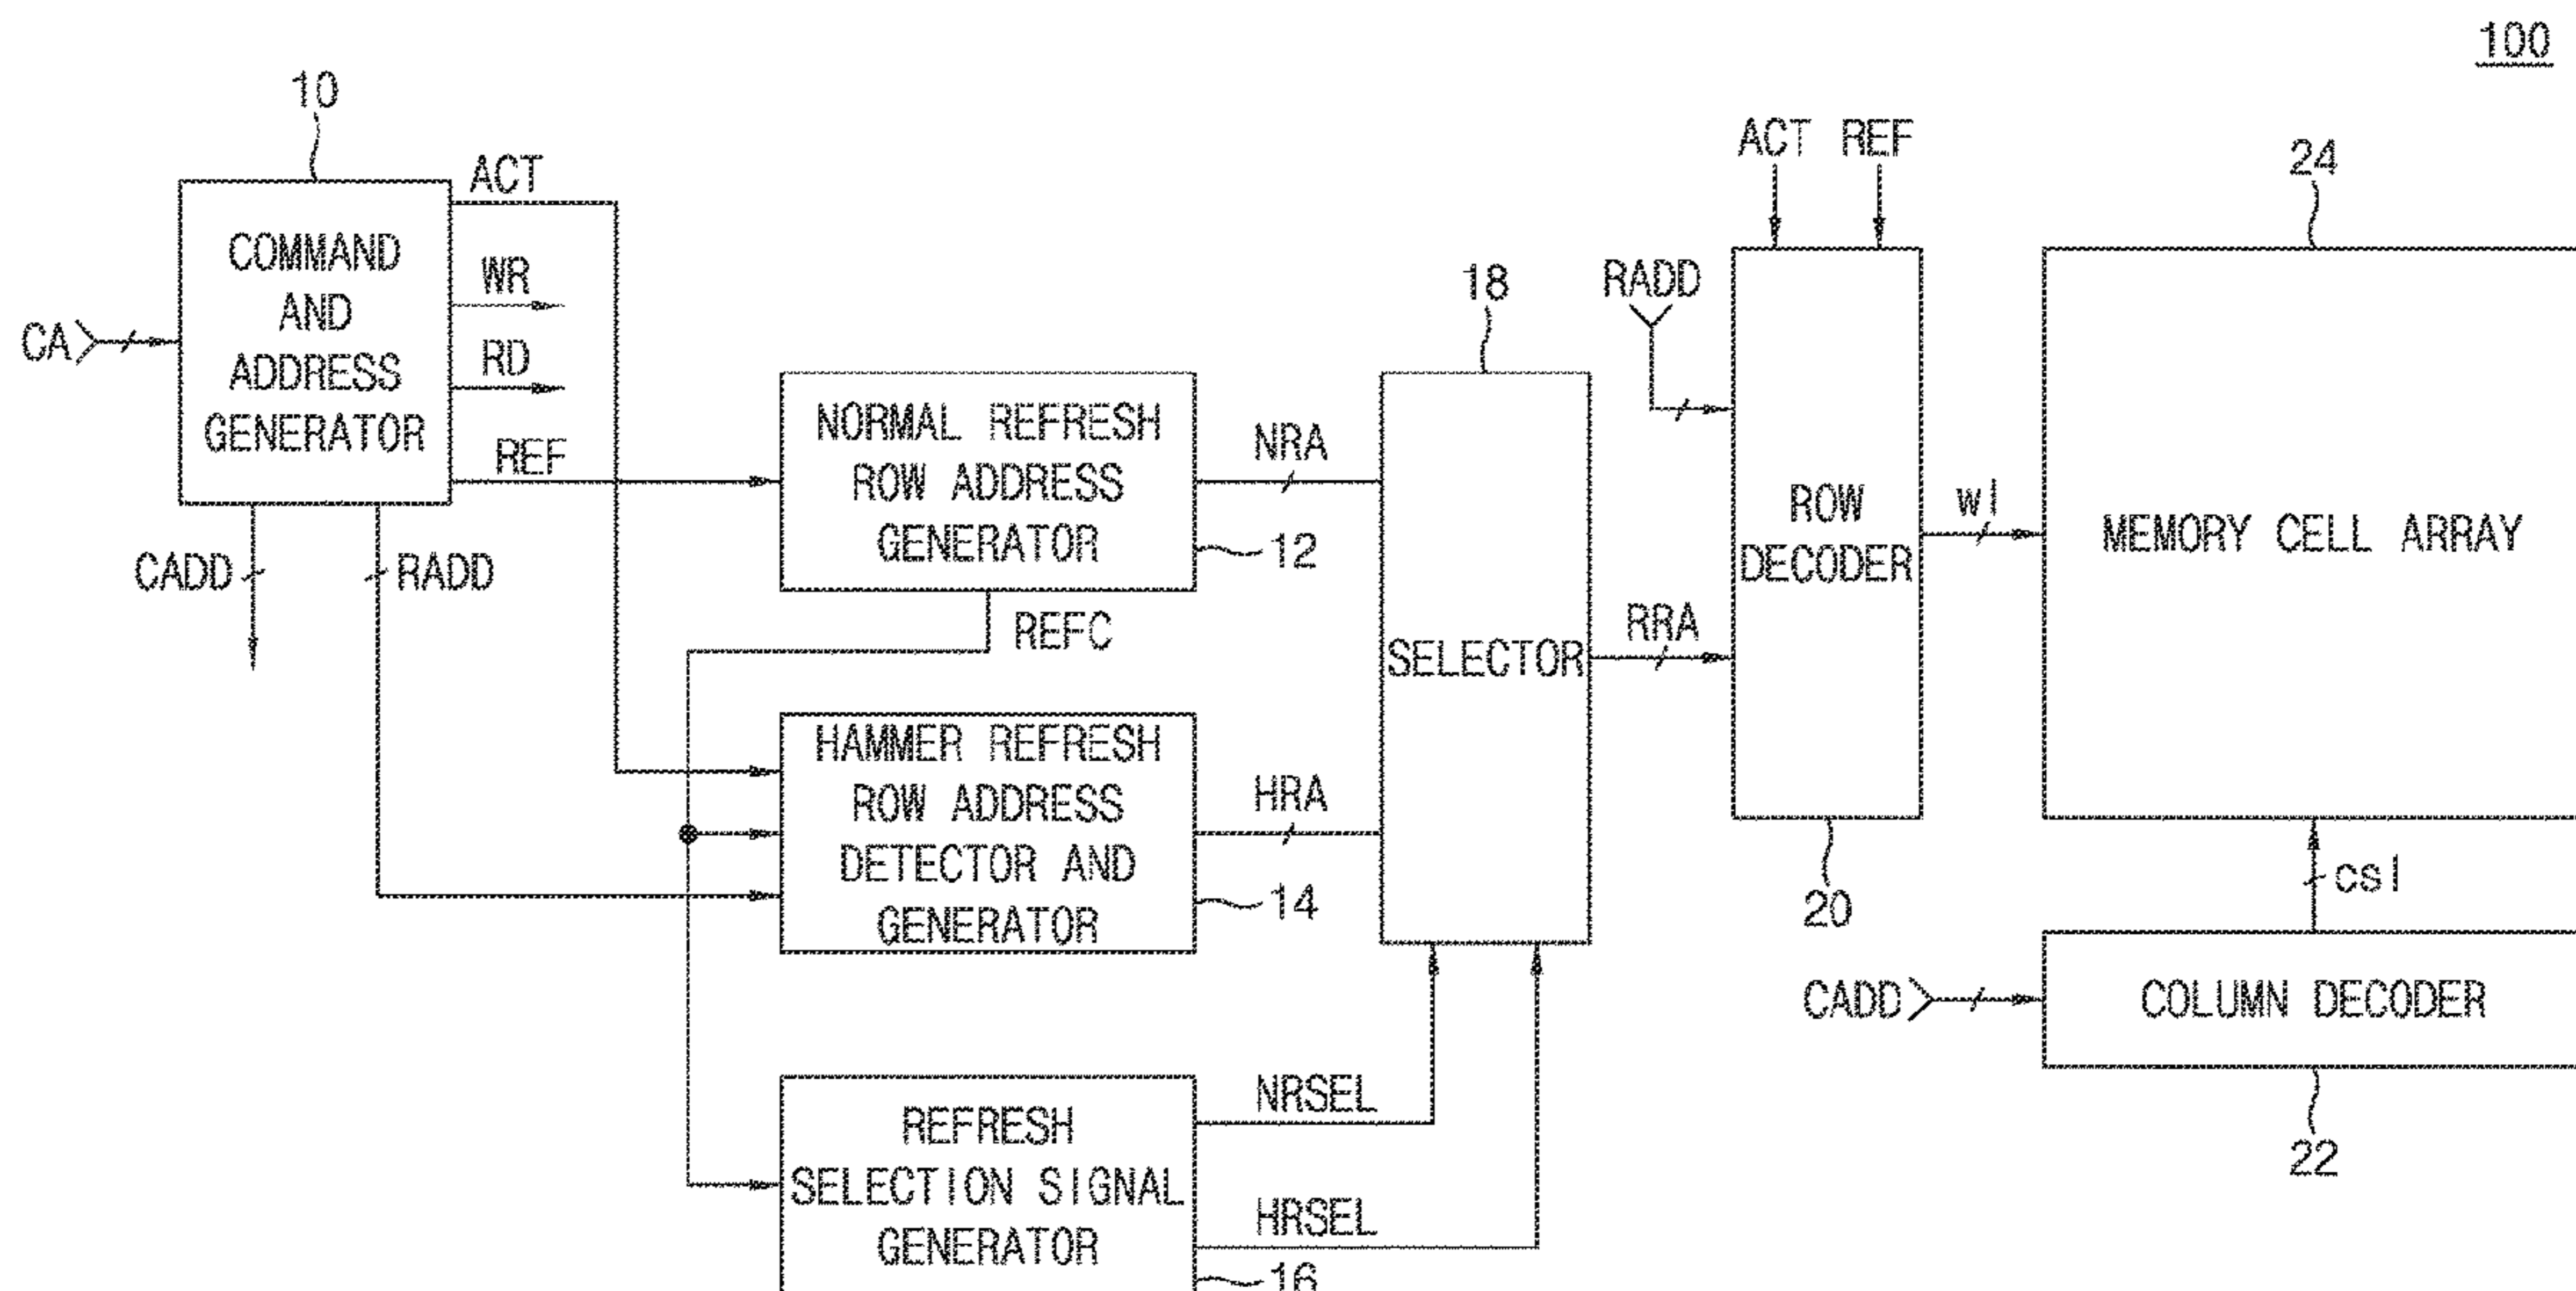 100
10
COMMAND
AND
ADDRESS
GENERATOR
CA
ACT
WR
RD
REF
CADD
RADD
NORMAL REFRESH
ROW ADDRESS
GENERATOR
12
NRA
REFC
HAMMER REFRESH
ROW ADDRESS
DETECTOR AND
GENERATOR
14
HRA
REFRESH
SELECTION SIGNAL
GENERATOR
16
NRSEL
HRSEL
18
SELECTOR
RRA
ACT REF
RADD
ROW
DECODER
20
wl
24
MEMORY CELL ARRAY
csl
CADD
COLUMN DECODER
22